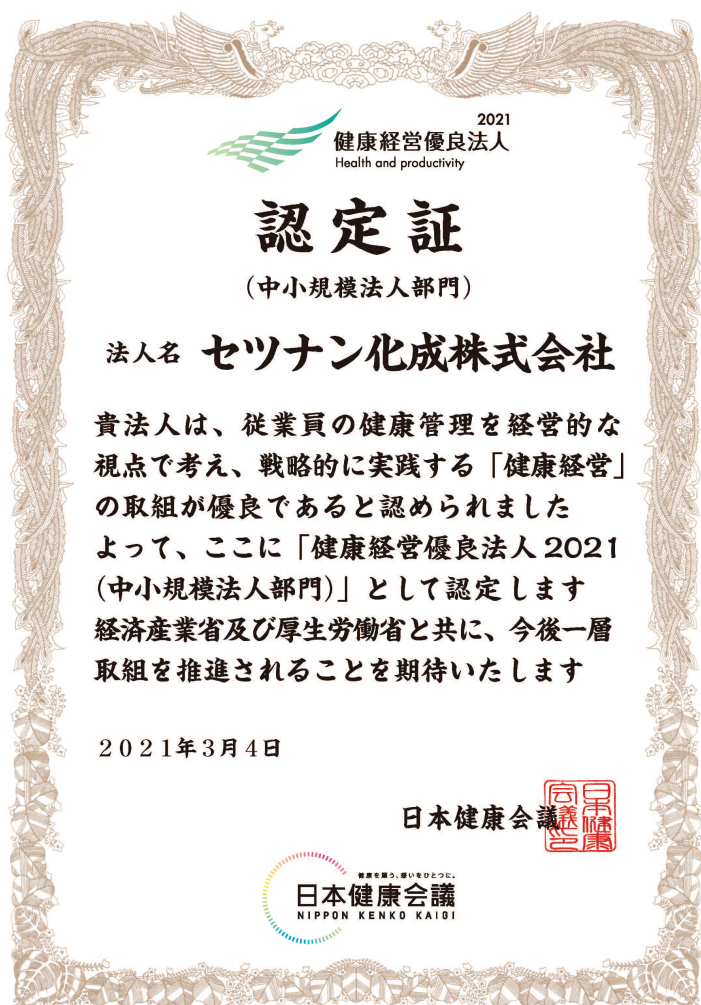 2021
健康経営優良法人
Health and productivity
認定証
(中小規模法人部門)
法人名 セツナン化成株式会社
貴法人は、従業員の健康管理を経営的な
視点で考え、戦略的に実践する「健康経営」
の取組が優良であると認められました
よって、ここに「健康経営優良法人2021
(中小規模法人部門)」として認定します
経済産業省及び厚生労働省と共に、今後一層
取組を推進されることを期待いたします
2021年3月4日
日本健康会議
日本健康会議印
健康を願う、想いをひとつに。
日本健康会議
NIPPON KENKO KAIGI